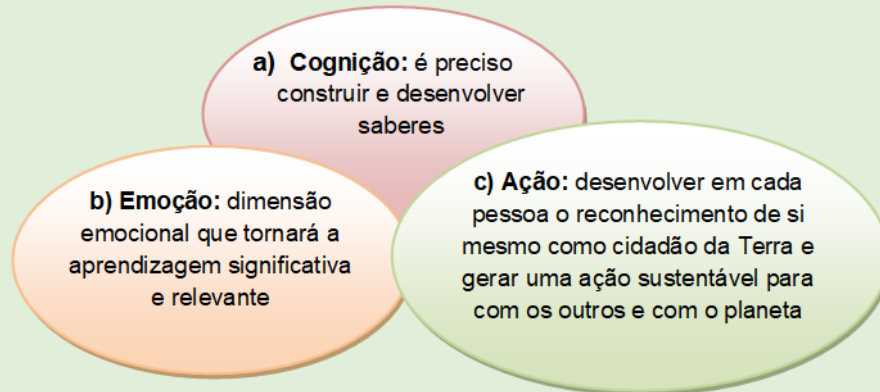 a) Cognição: é preciso
construir e desenvolver
saberes
b) Emoção: dimensão
emocional que tornará a
aprendizagem significativa
e relevante
c) Ação: desenvolver em cada
pessoa o reconhecimento de si
mesmo como cidadão da Terra e
gerar uma ação sustentável para
com os outros e com o planeta